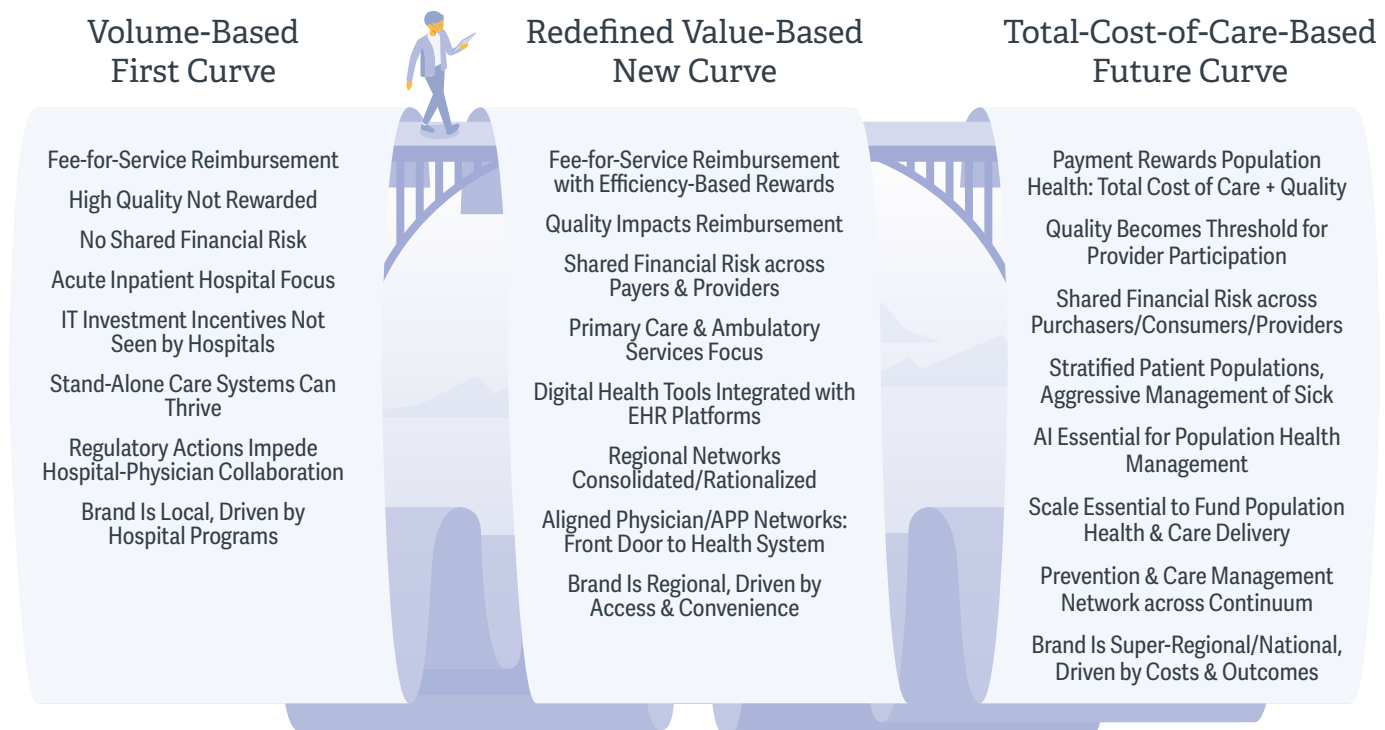 Volume-Based
First Curve
Fee-for-Service Reimbursement
High Quality Not Rewarded
No Shared Financial Risk
Acute Inpatient Hospital Focus
IT Investment Incentives Not
Seen by Hospitals
Stand-Alone Care Systems Can
Thrive
Regulatory Actions Impede
Hospital-Physician Collaboration
Brand Is Local, Driven by
Hospital Programs
Redefined Value-Based
New Curve
Fee-for-Service Reimbursement
with Efficiency-Based Rewards
Quality Impacts Reimbursement
Shared Financial Risk across
Payers & Providers
Primary Care & Ambulatory
Services Focus
Digital Health Tools Integrated with
EHR Platforms
Regional Networks
Consolidated/Rationalized
Aligned Physician/APP Networks:
Front Door to Health System
Brand Is Regional, Driven by
Access & Convenience
Total-Cost-of-Care-Based
Future Curve
Payment Rewards Population
Health: Total Cost of Care + Quality
Quality Becomes Threshold for
Provider Participation
Shared Financial Risk across
Purchasers/Consumers/Providers
Stratified Patient Populations,
Aggressive Management of Sick
AI Essential for Population Health
Management
Scale Essential to Fund Population
Health & Care Delivery
Prevention & Care Management
Network across Continuum
Brand Is Super-Regional/National,
Driven by Costs & Outcomes